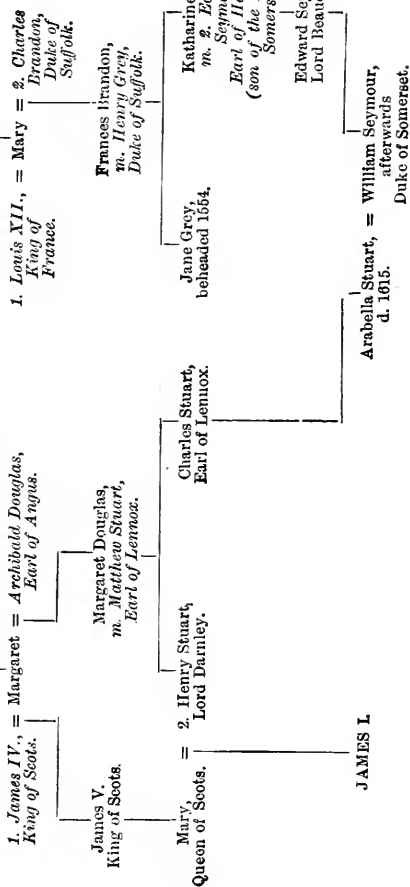 1. Louis XII., = Mary = 2. Charles
King of
France.
Brandon,
Duke of
Suffolk.
1. James IV., = Margaret = Archibald Douglas,
King of Scots.
Earl of Angus.
Frances Brandon,
m. Henry Grey,
Duke of Suffolk.
James V.
King of Scots.
Margaret Douglas,
m. Matthew Stuart,
Earl of Lennox.
Jane Grey,
beheaded 1554.
Katharine
m. 2. Ed
Seymo
Earl of He
(son of the
Somers
Mary,
Queen of Scots.
= 2. Henry Stuart,
Lord Darnley.
Charles Stuart,
Earl of Lennox.
Edward Se
Lord Beauc
JAMES I.
Arabella Stuart,
d. 1615.
= William Seymour,
afterwards
Duke of Somerset.